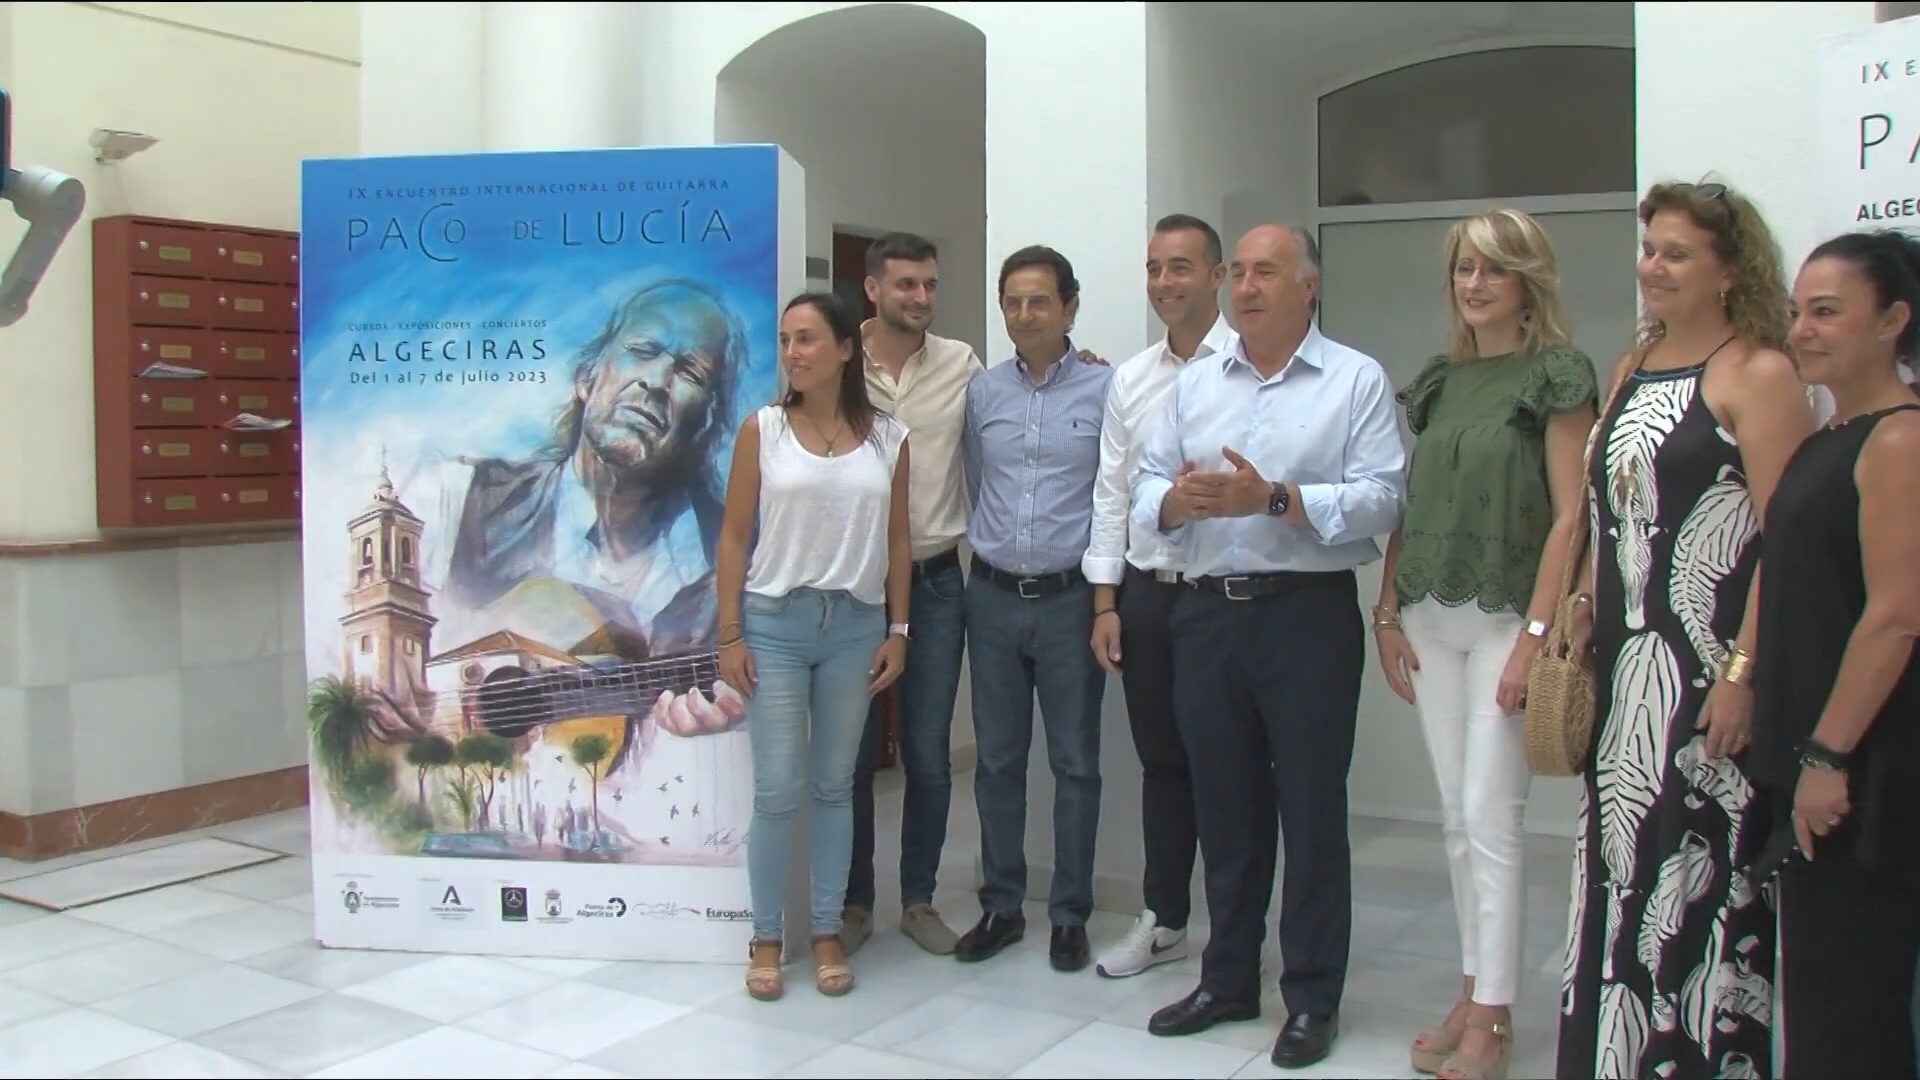 IX ENCUENTRO INTERNACIONAL DE GUITARRA
PACO DE LUCÍA
CURSOS · EXPOSICIONES · CONCIERTOS
ALGECIRAS
Del 1 al 7 de julio 2023
Algeciras
EuropaS
IX E
PA
ALGEC